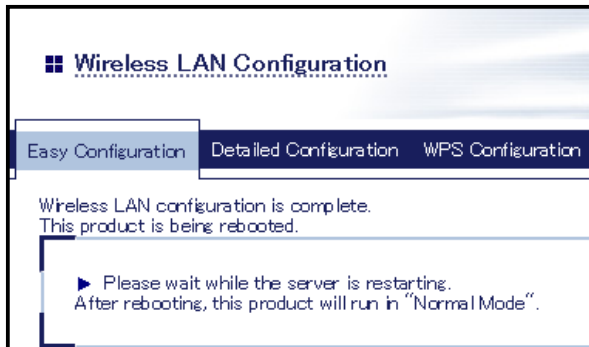 Wireless LAN Configuration
Easy Configuration Detailed Configuration WPS Configuration
Wireless LAN configuration is complete.
This product is being rebooted.
Please wait while the server is restarting.
After rebooting, this product will run in "Normal Mode".